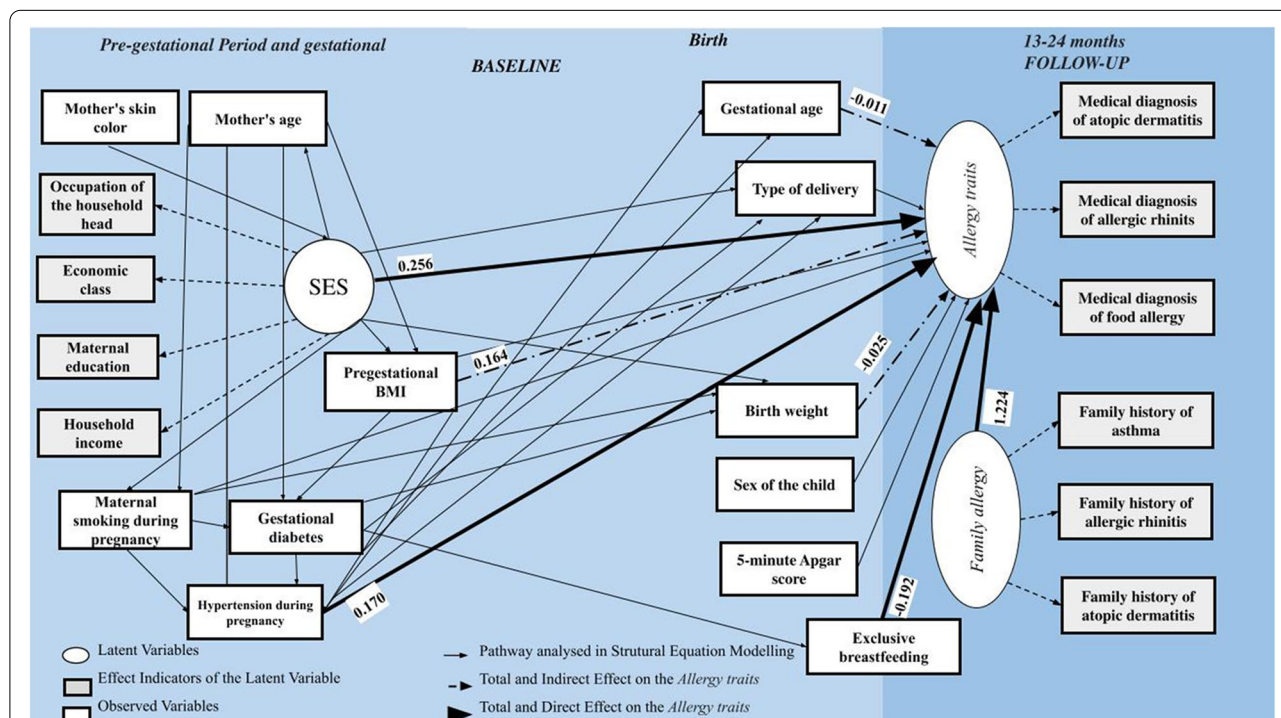 Pre-gestational Period and gestational
Birth
13-24 months
FOLLOW-UP
BASELINE
Mother's skin
color
Mother's age
Occupation of
the household
head
Economic
class
Maternal
education
Household
income
SES
Pregestational
BMI
Maternal
smoking during
pregnancy
Gestational
diabetes
Hypertension during
pregnancy
Gestational age
Type of delivery
Birth weight
Sex of the child
5-minute Apgar
score
Exclusive
breastfeeding
-0.011
0.256
0.164
-0.025
1.224
-0.192
0.170
Allergy traits
Family allergy
Medical diagnosis
of atopic dermatitis
Medical diagnosis
of allergic rhinits
Medical diagnosis
of food allergy
Family history of
asthma
Family history of
allergic rhinitis
Family history of
atopic dermatitis
Latent Variables
Effect Indicators of the Latent Variable
Observed Variables
Pathway analysed in Strutural Equation Modelling
Total and Indirect Effect on the Allergy traits
Total and Direct Effect on the Allergy traits